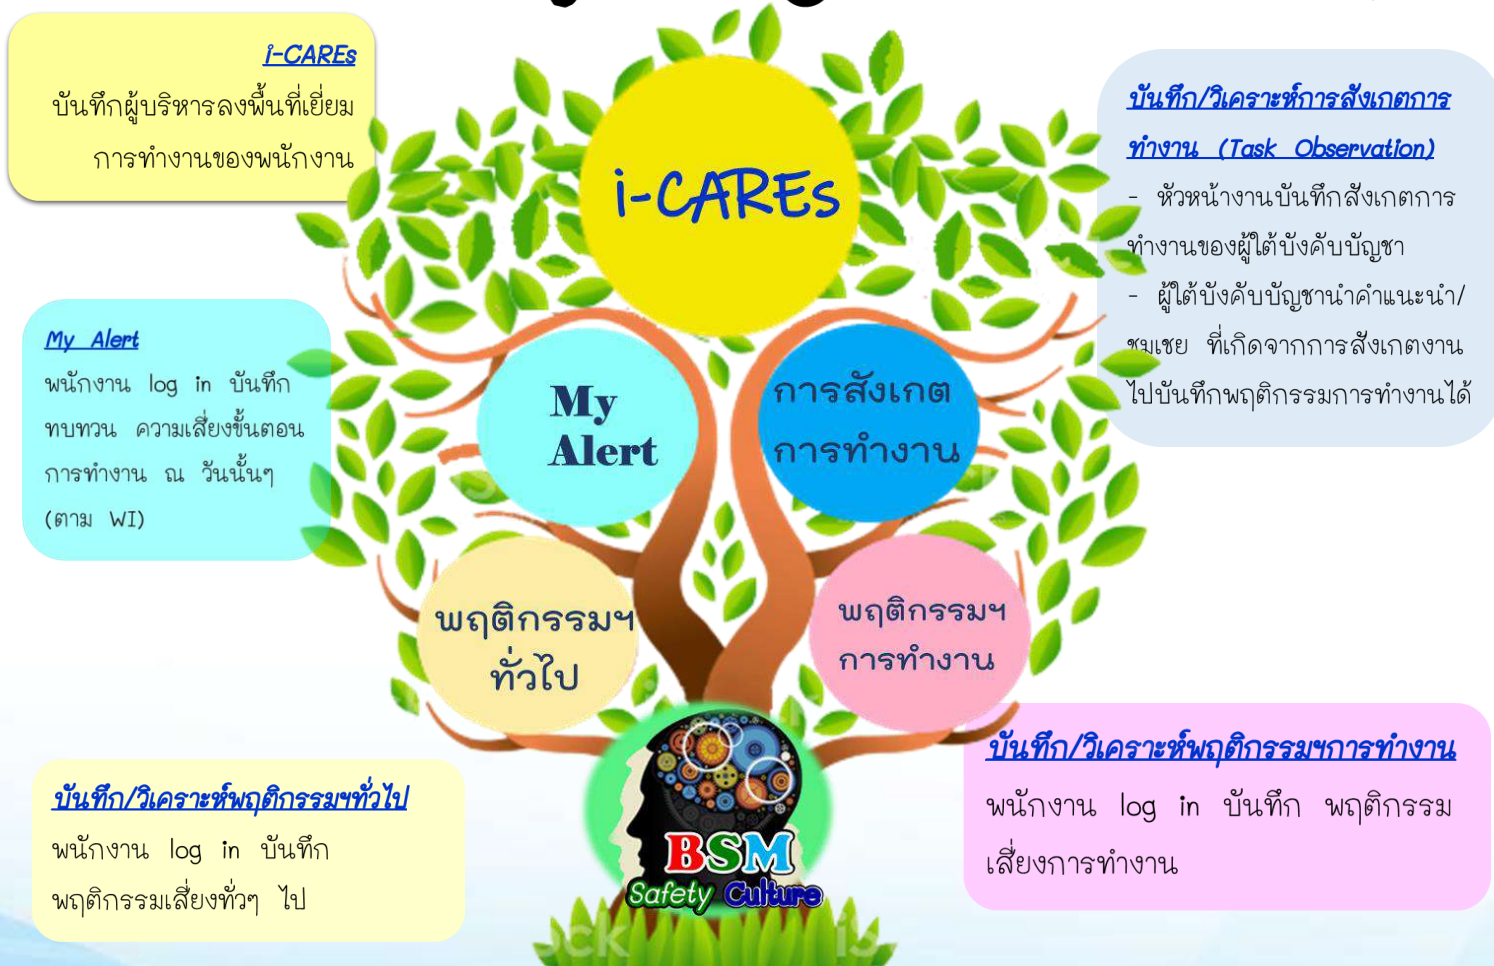 i-CAREs
บันทึกผู้บริหารลงพื้นที่เยี่ยม
การทำงานของพนักงาน
i-CAREs
บันทึก/วิเคราะห์การสังเกตการ
ทำงาน (Task Observation)
- หัวหน้างานบันทึกสังเกตการ
ทำงานของผู้ใต้บังคับบัญชา
- ผู้ใต้บังคับบัญชานำคำแนะนำ/
ชมเชย ที่เกิดจากการสังเกตงาน
ไปบันทึกพฤติกรรมการทำงานได้
My Alert
พนักงาน log in บันทึก
ทบทวน ความเสี่ยงขั้นตอน
การทำงาน ณ วันนั้นๆ
(ตาม WI)
My
Alert
การสังเกต
การทำงาน
พฤติกรรมฯ
ทั่วไป
พฤติกรรมฯ
การทำงาน
บันทึก/วิเคราะห์พฤติกรรมฯทั่วไป
พนักงาน log in บันทึก
พฤติกรรมเสี่ยงทั่วๆ ไป
BSM
Safety Culture
บันทึก/วิเคราะห์พฤติกรรมฯการทำงาน
พนักงาน log in บันทึก พฤติกรรม
เสี่ยงการทำงาน